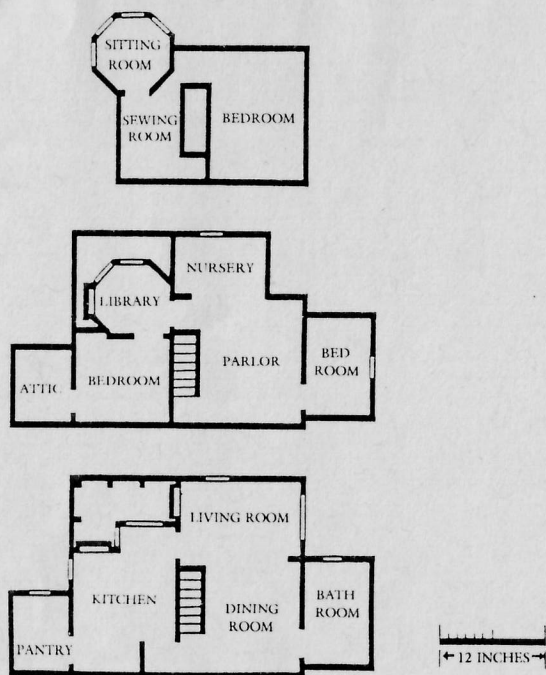 SITTING
ROOM
SEWING
ROOM
BEDROOM
NURSERY
LIBRARY
PARLOR
BED
ROOM
BEDROOM
ATTIC
LIVING ROOM
KITCHEN
DINING
ROOM
BATH
ROOM
PANTRY
12 INCHES